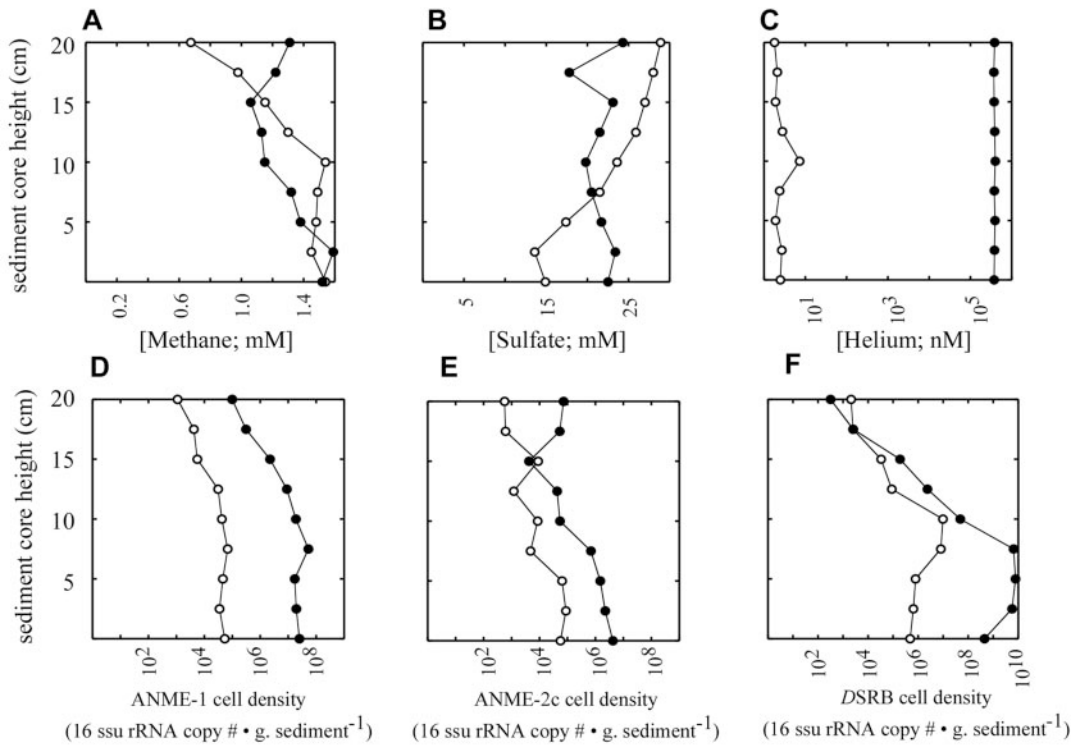 A
B
C
sediment core height (cm)
20
15
10
5
0.2
0.6
1.0
1.4
[Methane; mM]
5
15
25
[Sulfate; mM]
10¹
10³
10⁵
[Helium; nM]
D
E
F
sediment core height (cm)
20
15
10
5
10²
10⁴
10⁶
10⁸
ANME-1 cell density
(16 ssu rRNA copy # • g. sediment⁻¹)
10²
10⁴
10⁶
10⁸
ANME-2c cell density
(16 ssu rRNA copy # • g. sediment⁻¹)
10²
10⁴
10⁶
10⁸
10¹⁰
DSRB cell density
(16 ssu rRNA copy # • g. sediment⁻¹)